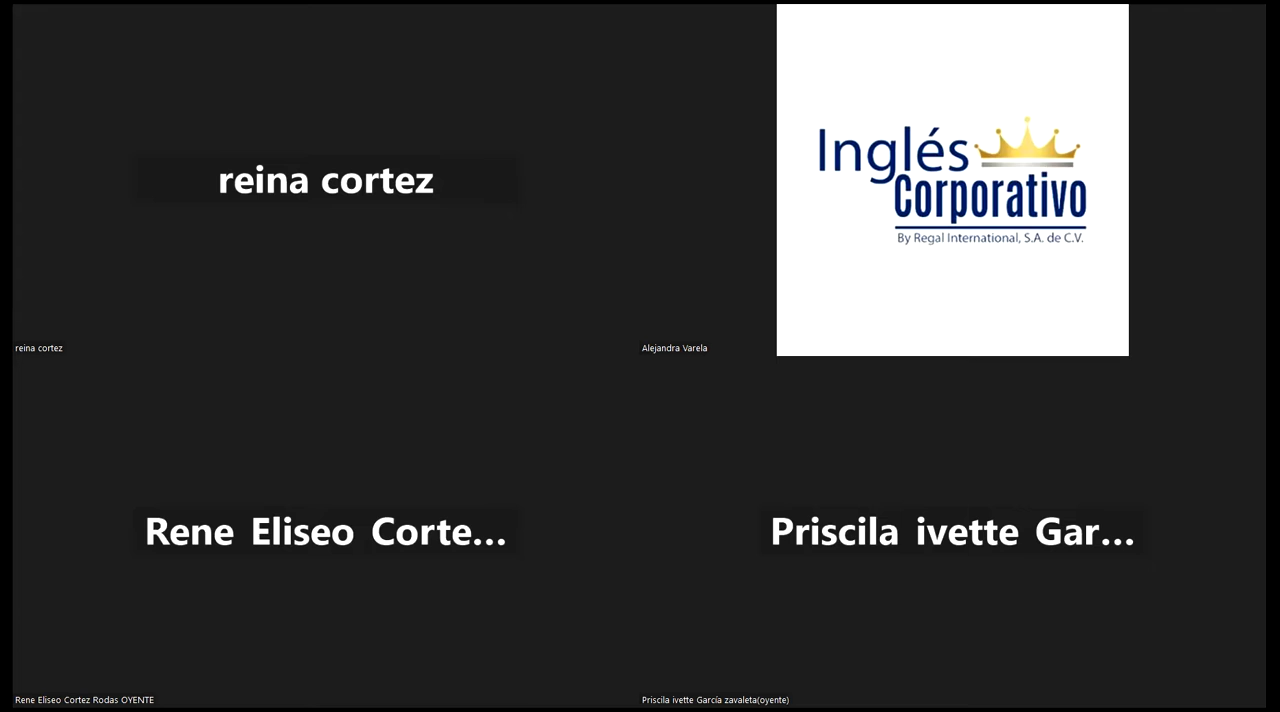 reina cortez
Inglés
Corporativo
By Regal International, S.A. de C.V.
reina cortez
Alejandra Varela
Rene Eliseo Corte...
Priscila ivette Gar...
Rene Eliseo Cortez Rodas OYENTE
Priscila ivette García zavaleta(oyente)